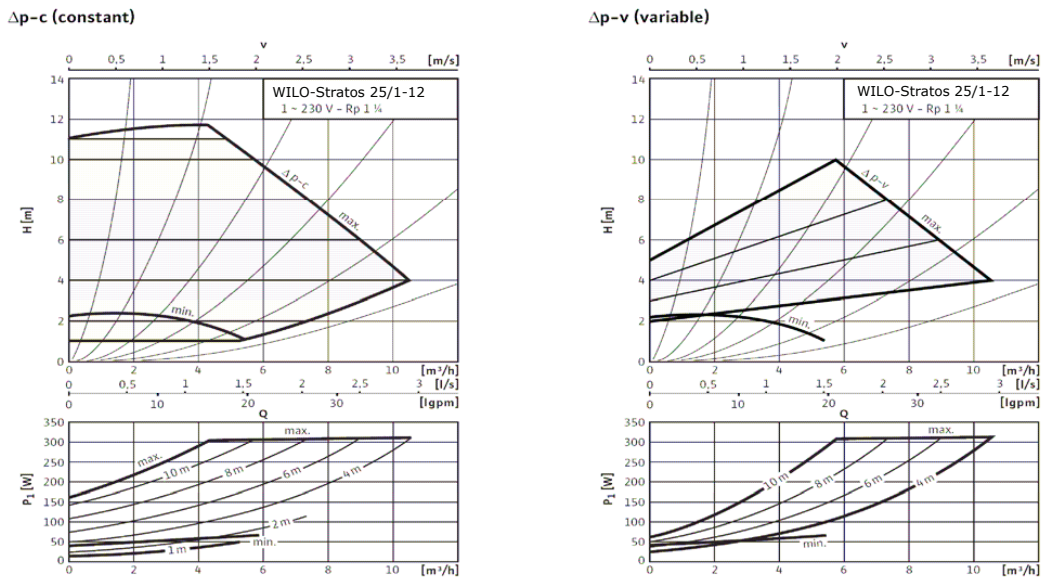 Δp-c (constant)
v
0 0,5 1 1,5 2 2,5 3 3,5 [m/s]
14
WILO-Stratos 25/1-12
1 ~ 230 V - Rp 1 ¼
12
10
8
6
4
2
0
H [m]
Δ p-c
max.
min.
0 2 4 6 8 10 [m³/h]
0 0,5 1 1,5 2 2,5 3 [l/s]
0 10 20 30 [Igpm]
Q
350
300
250
200
150
100
50
0
P₁ [W]
max.
max.
10 m
8 m
6 m
4 m
2 m
min.
1 m
0 2 4 6 8 10 [m³/h]
Δp-v (variable)
v
0 0,5 1 1,5 2 2,5 3 3,5 [m/s]
14
WILO-Stratos 25/1-12
1 ~ 230 V - Rp 1 ¼
12
10
8
6
4
2
0
H [m]
Δ p-v
max.
min.
0 2 4 6 8 10 [m³/h]
0 0,5 1 1,5 2 2,5 3 [l/s]
0 10 20 30 [Igpm]
Q
350
300
250
200
150
100
50
0
P₁ [W]
max.
10 m
8 m
6 m
4 m
min.
0 2 4 6 8 10 [m³/h]